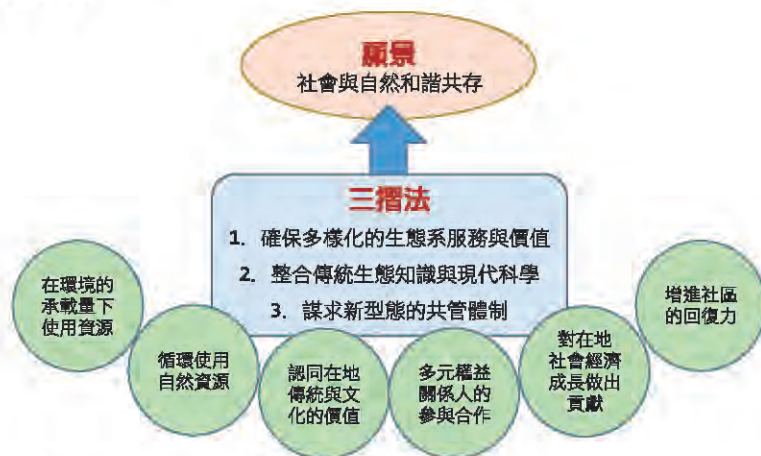 願景
社會與自然和諧共存
三摺法
1. 確保多樣化的生態系服務與價值
2. 整合傳統生態知識與現代科學
3. 謀求新型態的共管體制
在環境的
承載量下
使用資源
循環使用
自然資源
認同在地
傳統與文
化的價值
多元權益
關係人的
參與合作
對在地
社會經濟
成長做出
貢獻
增進社區
的回復力